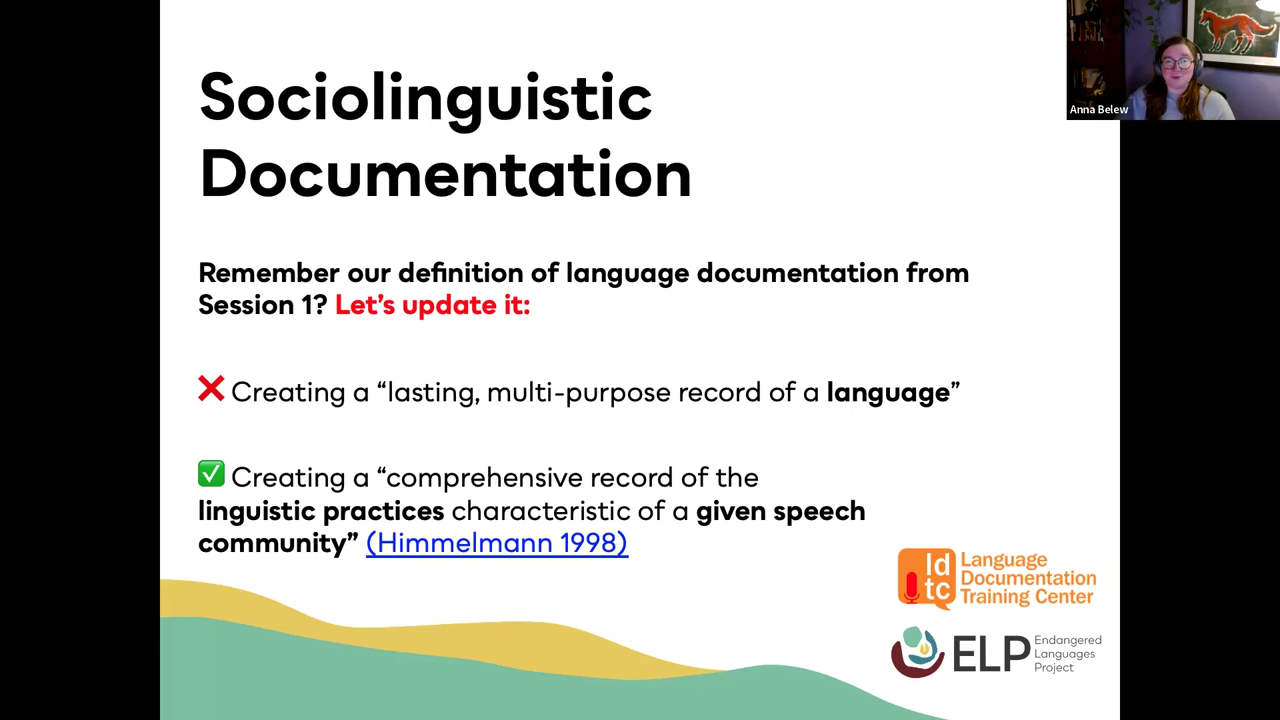 Sociolinguistic
Documentation
Remember our definition of language documentation from
Session 1? Let’s update it:
❌ Creating a “lasting, multi-purpose record of a language”
✅ Creating a “comprehensive record of the
linguistic practices characteristic of a given speech
community” (Himmelmann 1998)
Anna Belew
ld
tc
Language
Documentation
Training Center
ELP
Endangered
Languages
Project